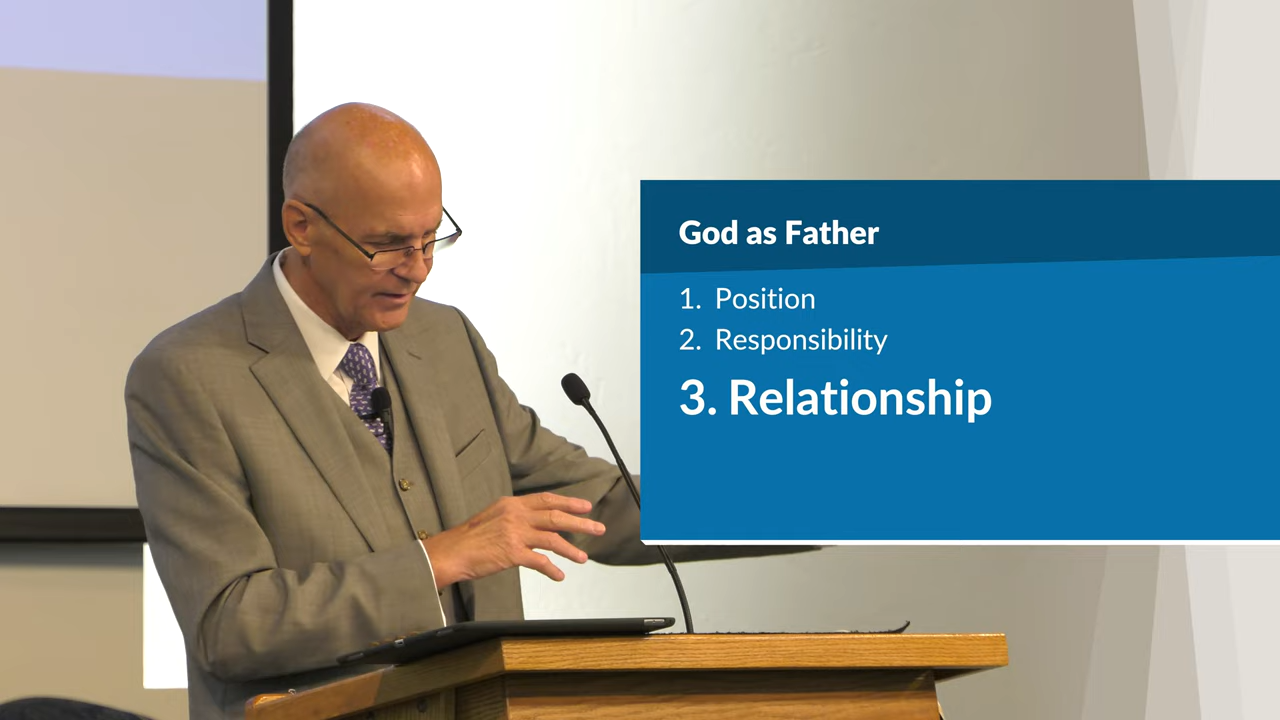 God as Father
1. Position
2. Responsibility
3. Relationship